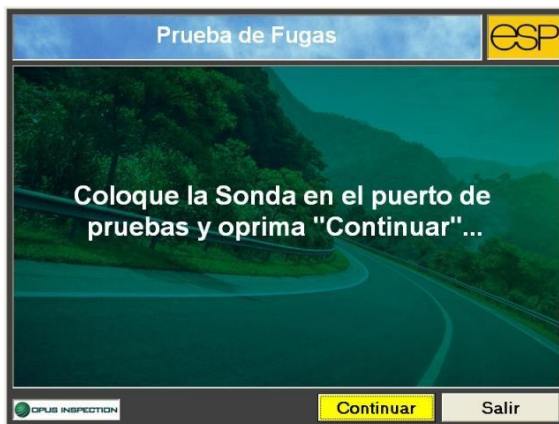 Prueba de Fugas
esp
Coloque la Sonda en el puerto de
pruebas y oprima "Continuar"...
OPUS INSPECTION
Continuar
Salir